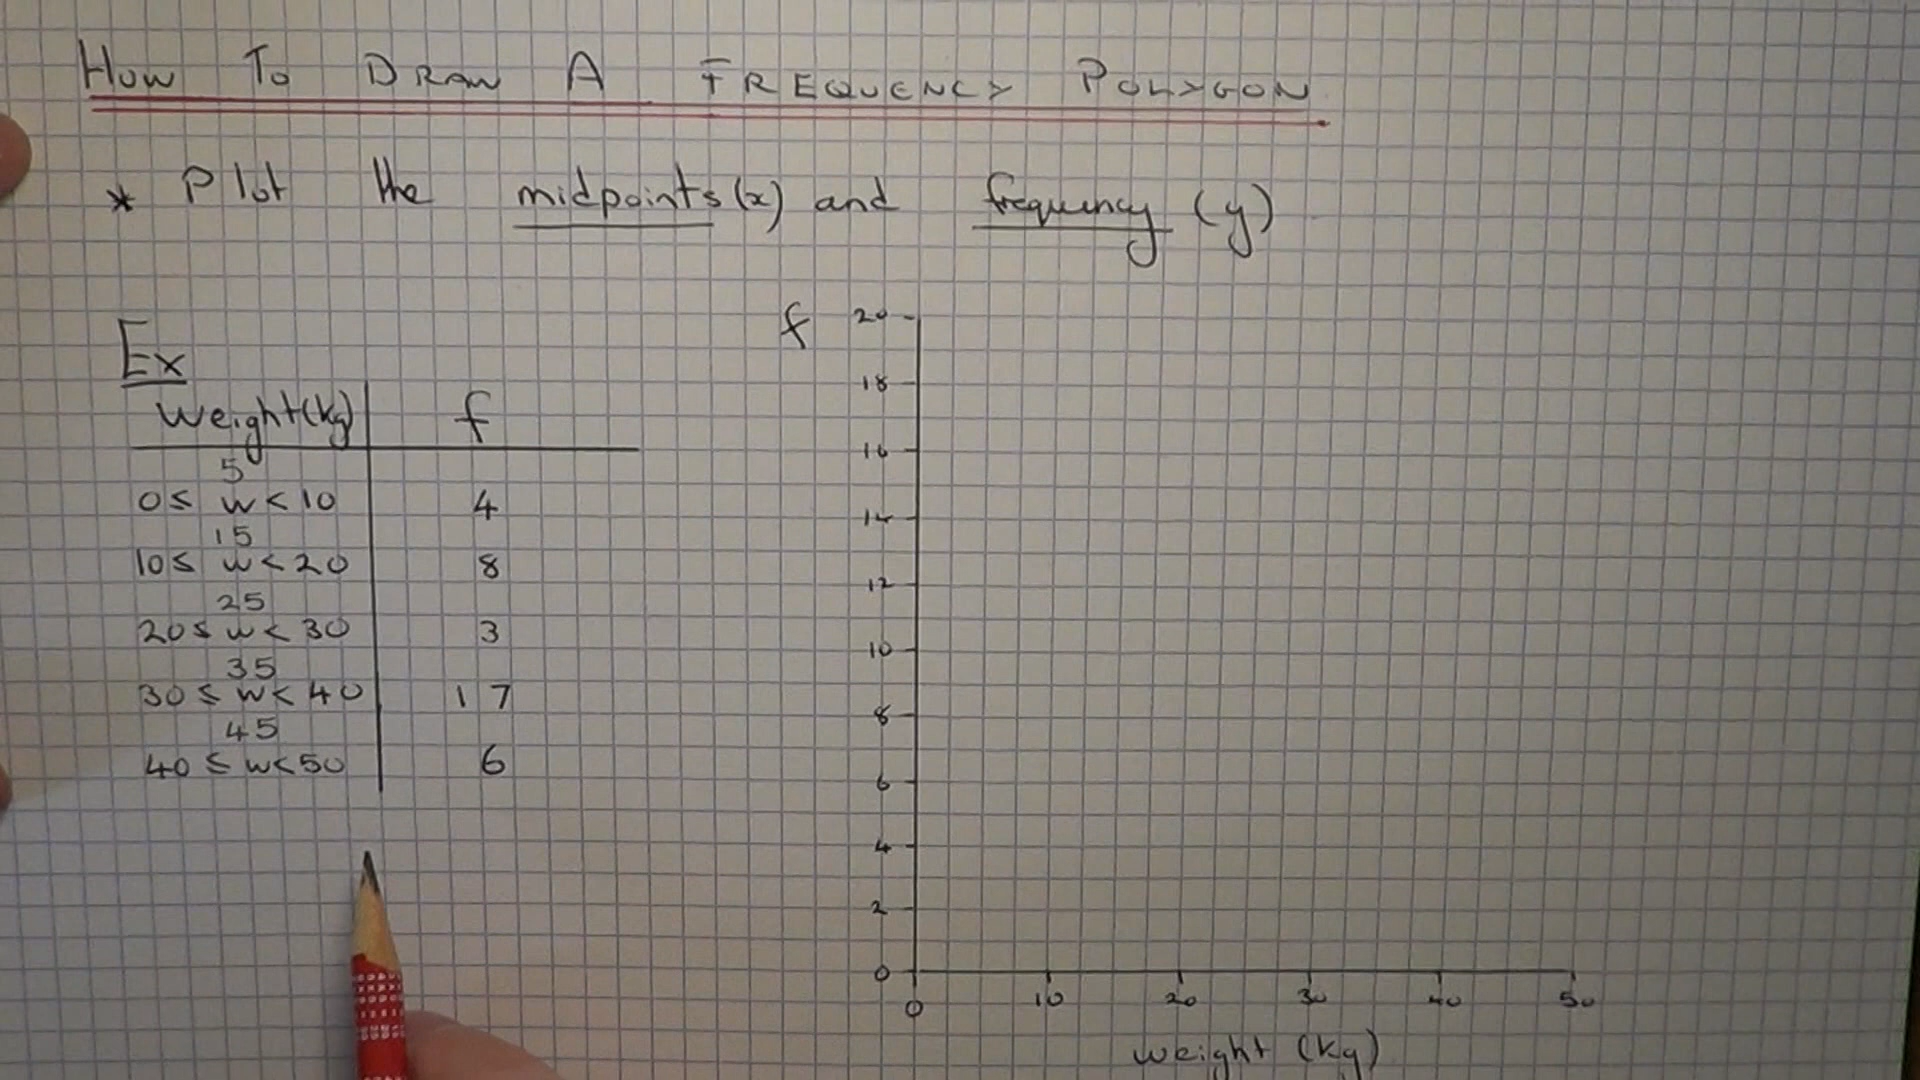 How To Draw A Frequency Polygon
* Plot the midpoints (x) and frequency (y)
Ex
Weight (kg) f
5
0 ≤ w < 10 4
15
10 ≤ w < 20 8
25
20 ≤ w < 30 3
35
30 ≤ w < 40 17
45
40 ≤ w < 50 6
f 20
18
16
14
12
10
8
6
4
2
0
0 10 20 30 40 50
weight (kg)